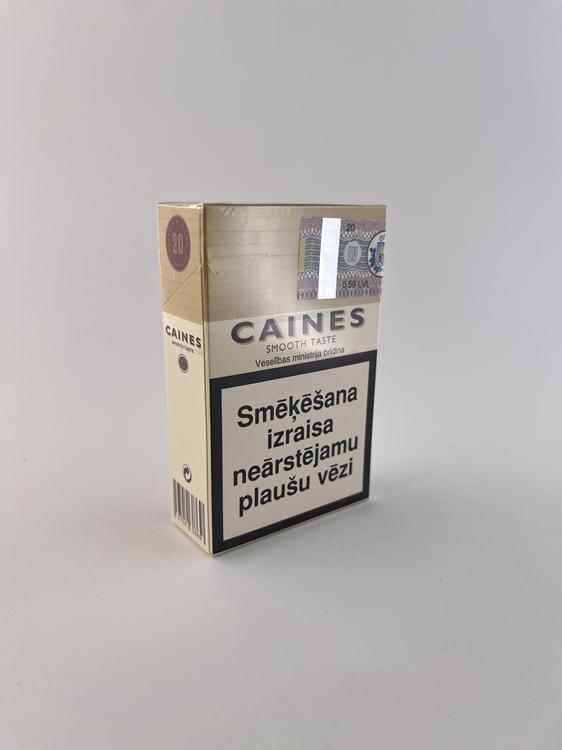 20
CAINES
SMOOTH TASTE
20
0.59 LVL
CAINES
SMOOTH TASTE
Veselības ministrija brīdina
Smēķēšana
izraisa
neārstējamu
plaušu vēzi